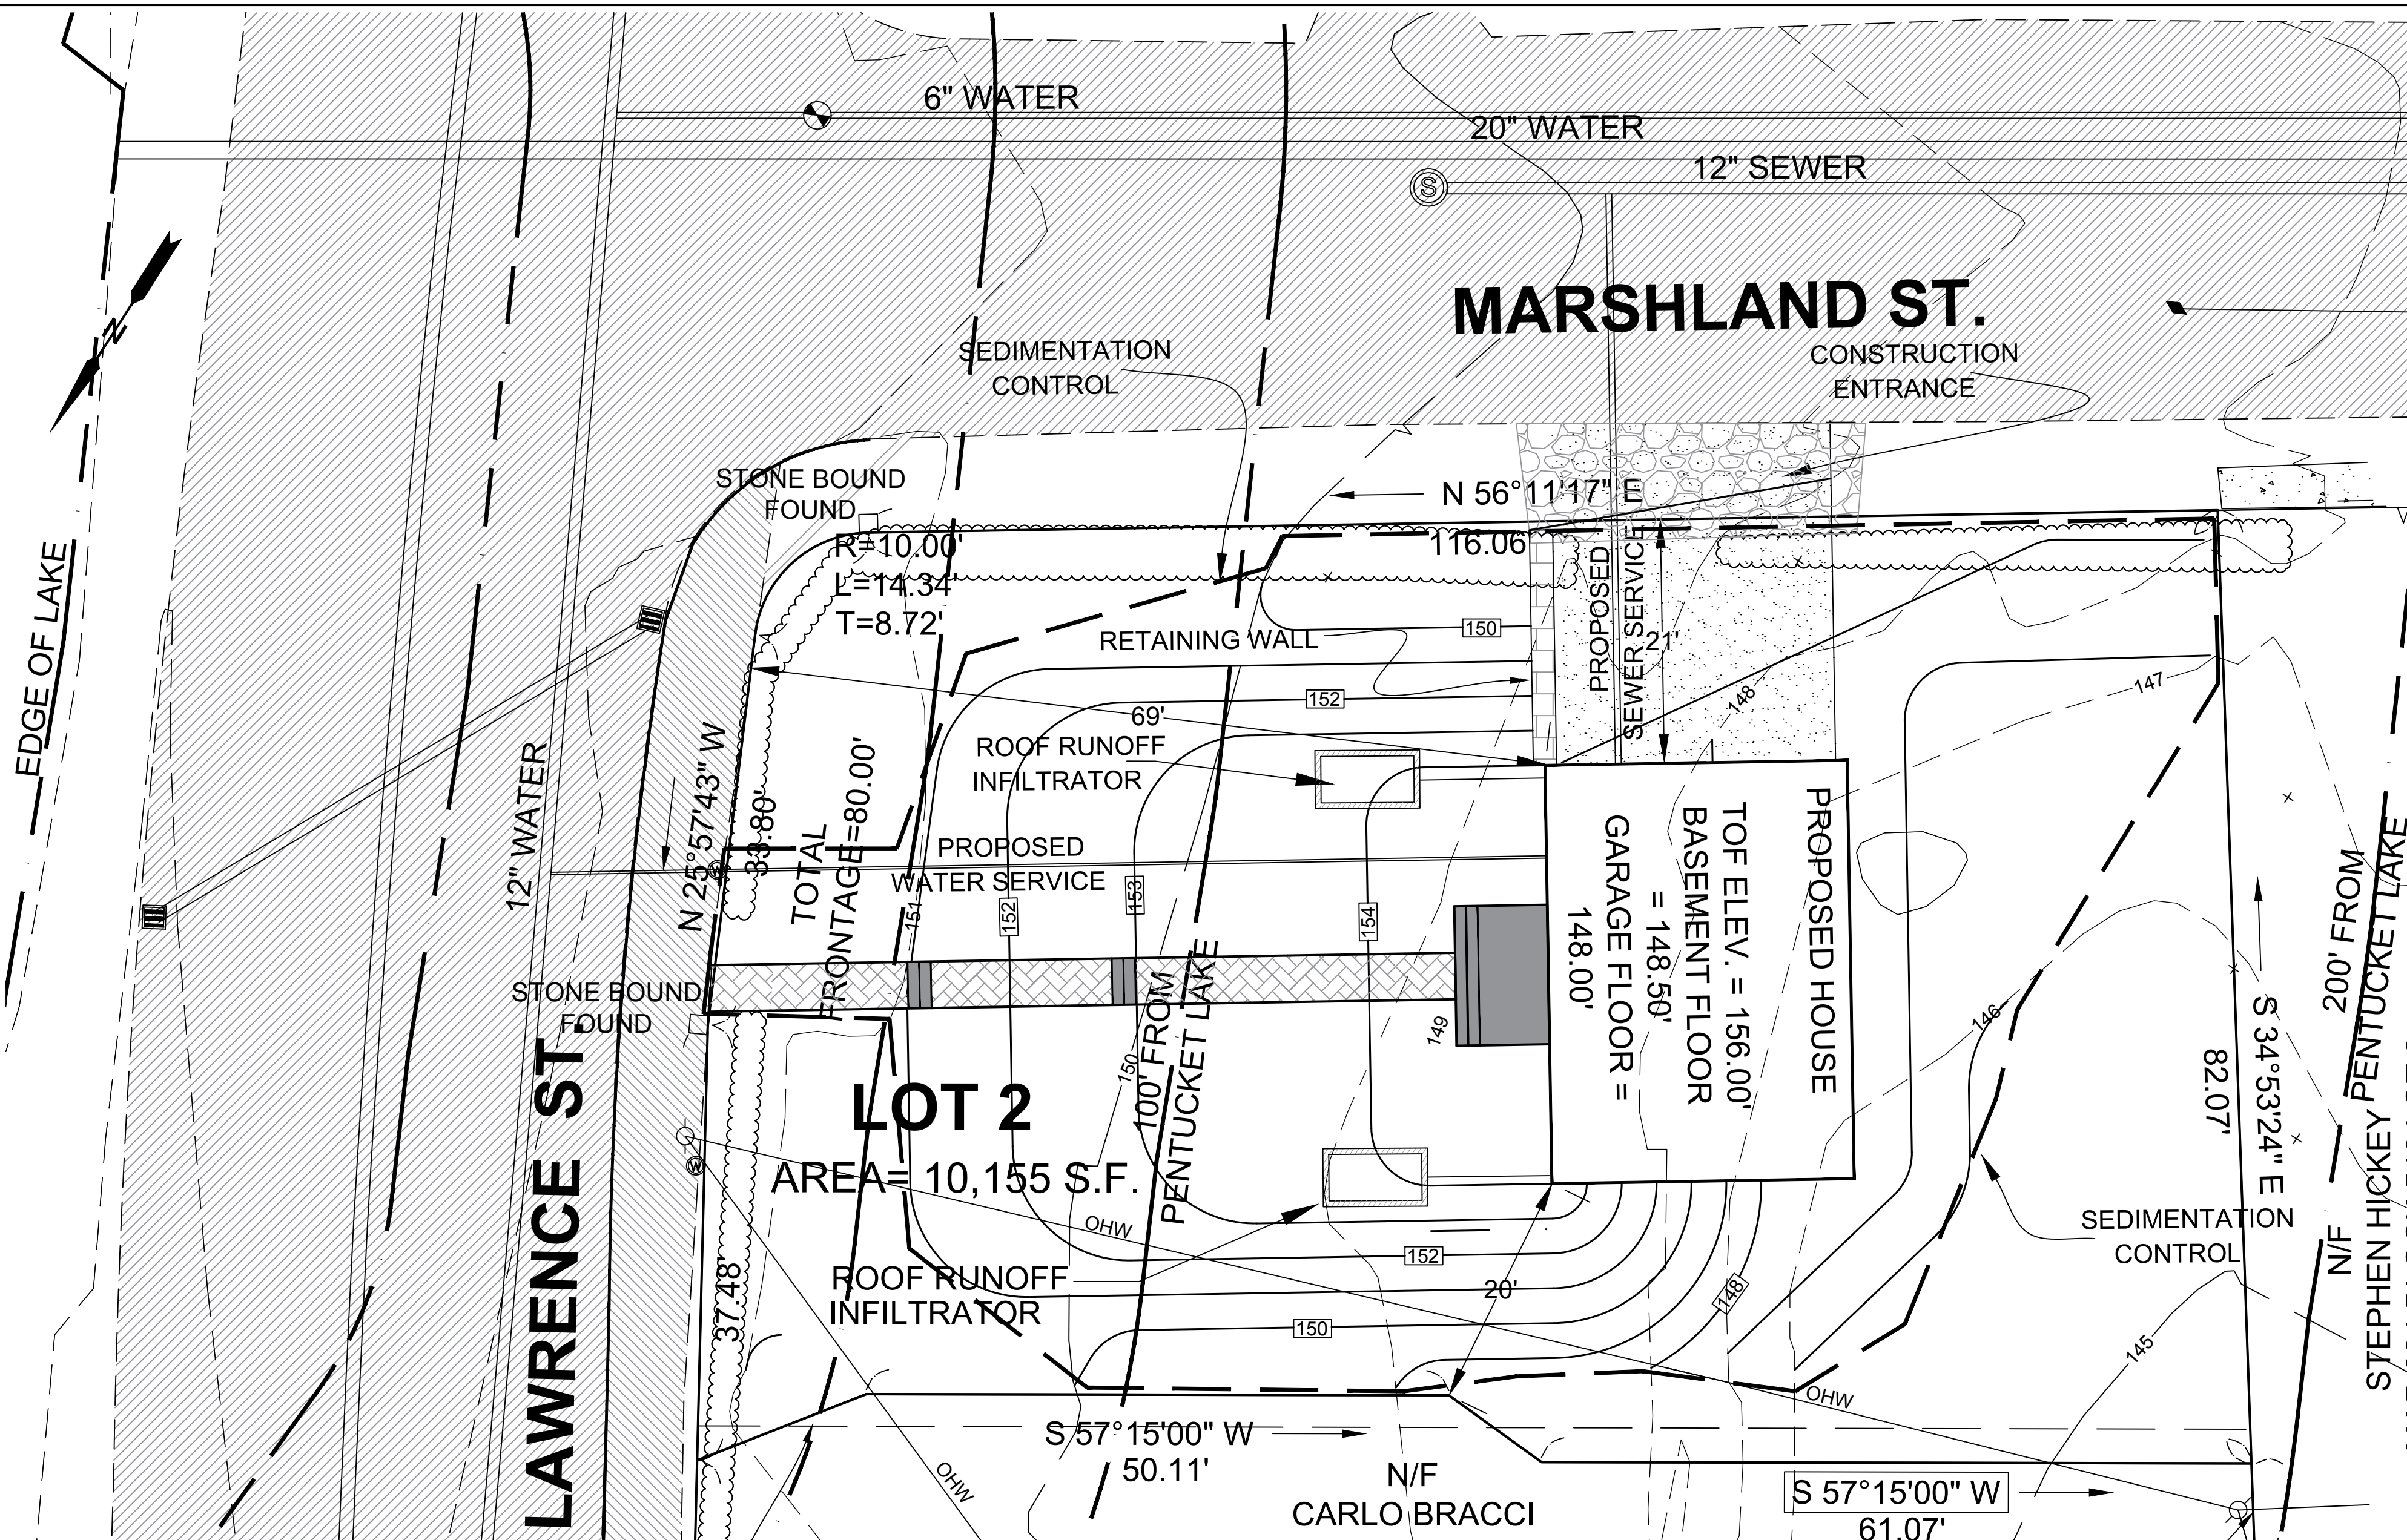 6" WATER
20" WATER
12" SEWER
S
MARSHLAND ST.
N
SEDIMENTATION
CONTROL
CONSTRUCTION
ENTRANCE
STONE BOUND
FOUND
N 56°11'17" E
116.06'
R=10.00'
L=14.34'
T=8.72'
EDGE OF LAKE
RETAINING WALL
150
PROPOSED
SEWER SERVICE
21'
148
147
152
69'
ROOF RUNOFF
INFILTRATOR
12" WATER
N 25°57'43" W
33.80'
TOTAL
FRONTAGE=80.00'
PROPOSED
WATER SERVICE
W
151
152
153
154
PROPOSED HOUSE
TOF ELEV. = 156.00'
BASEMENT FLOOR
= 148.50'
GARAGE FLOOR =
148.00'
200' FROM
PENTUCKET LAKE
STONE BOUND
FOUND
LAWRENCE ST.
100' FROM
PENTUCKET LAKE
150
149
146
S 34°53'24" E
82.07'
LOT 2
AREA= 10,155 S.F.
W
OHW
SEDIMENTATION
CONTROL
N/F
STEPHEN HICKEY
37.48'
ROOF RUNOFF
INFILTRATOR
152
20'
148
150
145
OHW
S 57°15'00" W
50.11'
OHW
N/F
CARLO BRACCI
S 57°15'00" W
61.07'